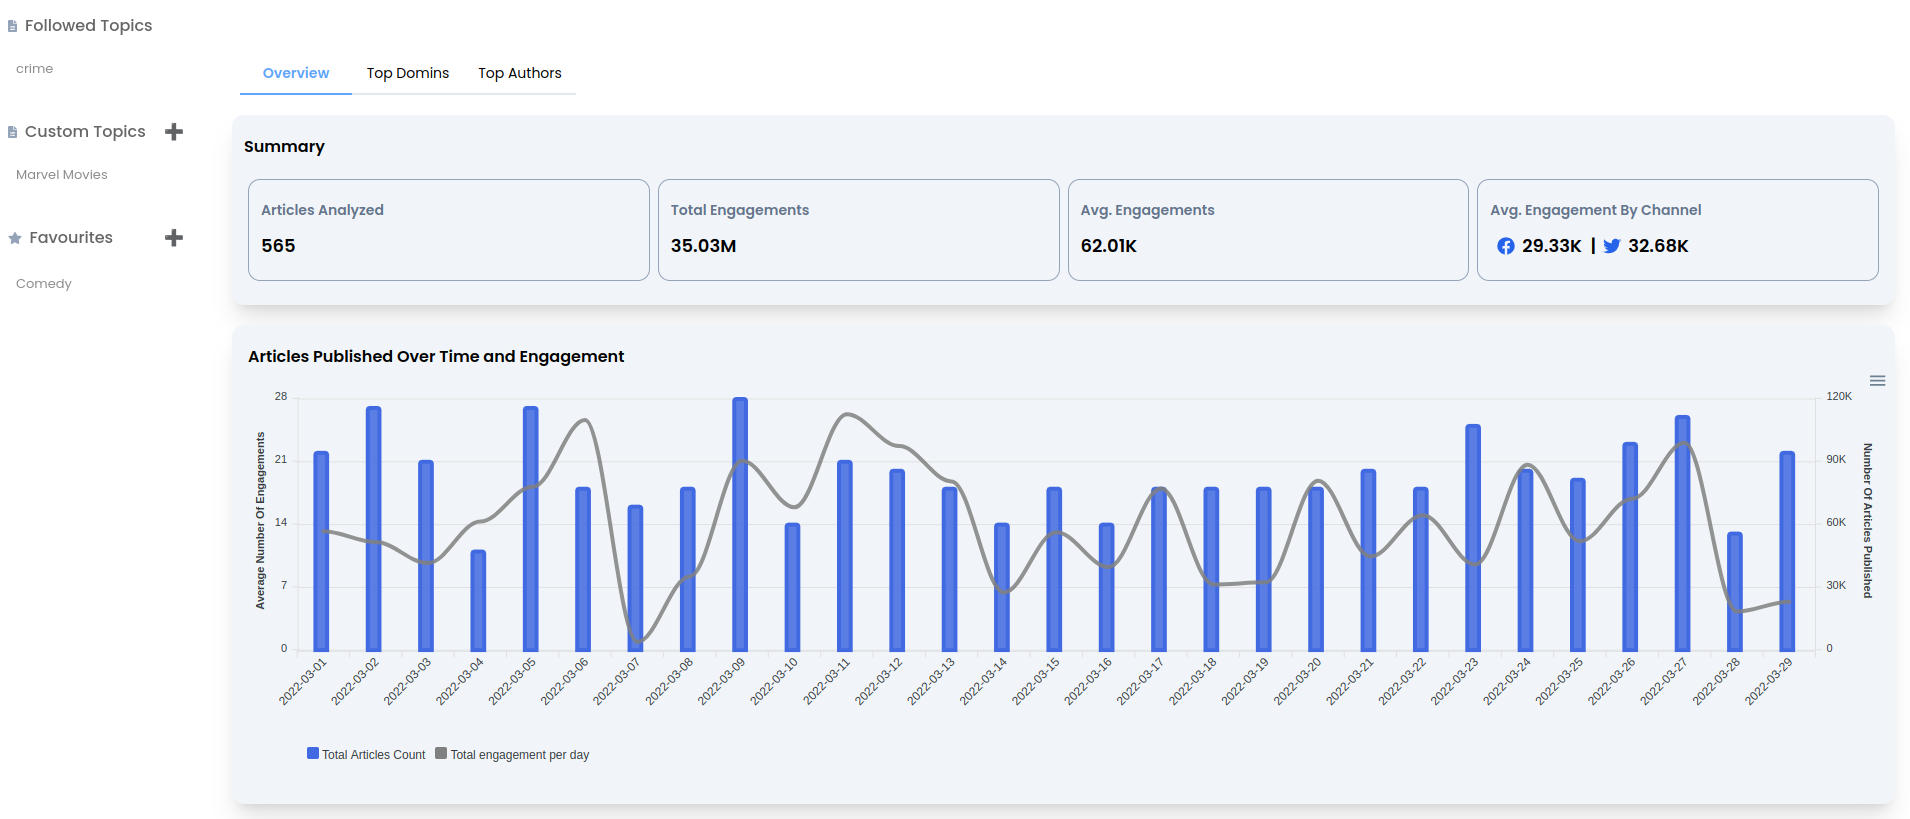 Followed Topics
crime
Custom Topics
Marvel Movies
Favourites
Comedy
Overview
Top Domins
Top Authors
Summary
Articles Analyzed
565
Total Engagements
35.03M
Avg. Engagements
62.01K
Avg. Engagement By Channel
29.33K | 32.68K
Articles Published Over Time and Engagement
Average Number Of Engagements
28
21
14
7
0
120K
90K
60K
30K
0
Number Of Articles Published
2022-03-01
2022-03-02
2022-03-03
2022-03-04
2022-03-05
2022-03-06
2022-03-07
2022-03-08
2022-03-09
2022-03-10
2022-03-11
2022-03-12
2022-03-13
2022-03-14
2022-03-15
2022-03-16
2022-03-17
2022-03-18
2022-03-19
2022-03-20
2022-03-21
2022-03-22
2022-03-23
2022-03-24
2022-03-25
2022-03-26
2022-03-27
2022-03-28
2022-03-29
Total Articles Count
Total engagement per day